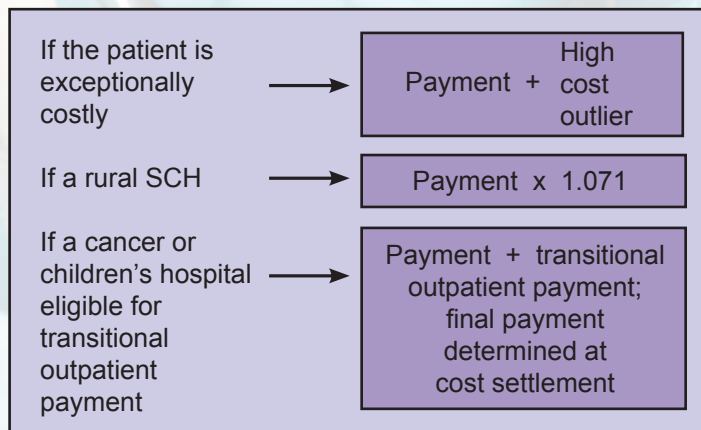 If the patient is
exceptionally
costly
Payment + High
cost
outlier
If a rural SCH
Payment x 1.071
If a cancer or
children’s hospital
eligible for
transitional
outpatient
payment
Payment + transitional
outpatient payment;
final payment
determined at
cost settlement